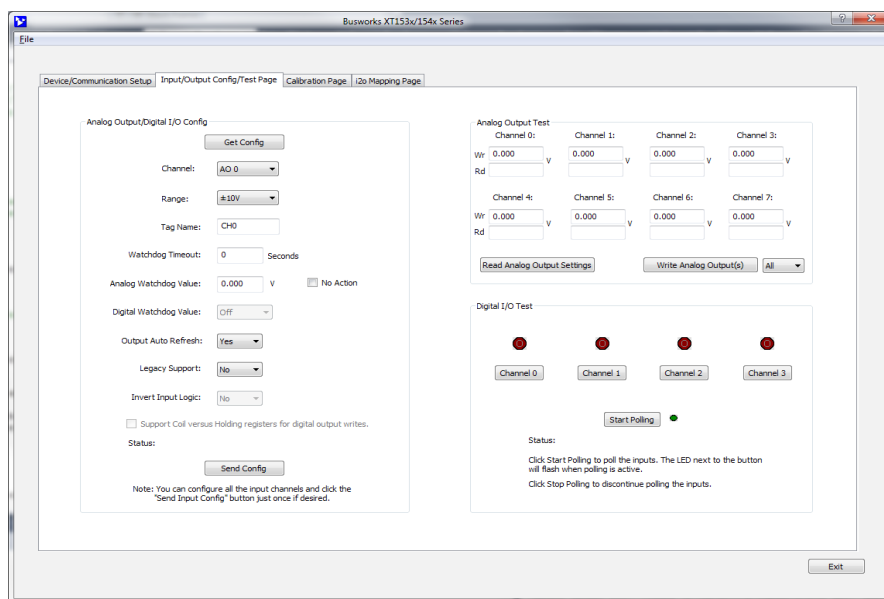 Busworks XT153x/154x Series
File
Device/Communication Setup Input/Output Config/Test Page Calibration Page i2o Mapping Page
Analog Output/Digital I/O Config
Get Config
Channel: AO 0
Range: ±10V
Tag Name: CH0
Watchdog Timeout: 0 Seconds
Analog Watchdog Value: 0.000 V No Action
Digital Watchdog Value: Off
Output Auto Refresh: Yes
Legacy Support: No
Invert Input Logic: No
Support Coil versus Holding registers for digital output writes.
Status:
Send Config
Note: You can configure all the input channels and click the
"Send Input Config" button just once if desired.
Analog Output Test
Channel 0: Channel 1: Channel 2: Channel 3:
Wr 0.000 V 0.000 V 0.000 V 0.000 V
Rd
Channel 4: Channel 5: Channel 6: Channel 7:
Wr 0.000 V 0.000 V 0.000 V 0.000 V
Rd
Read Analog Output Settings Write Analog Output(s) All
Digital I/O Test
Channel 0 Channel 1 Channel 2 Channel 3
Start Polling
Status:
Click Start Polling to poll the inputs. The LED next to the button
will flash when polling is active.
Click Stop Polling to discontinue polling the inputs.
Exit